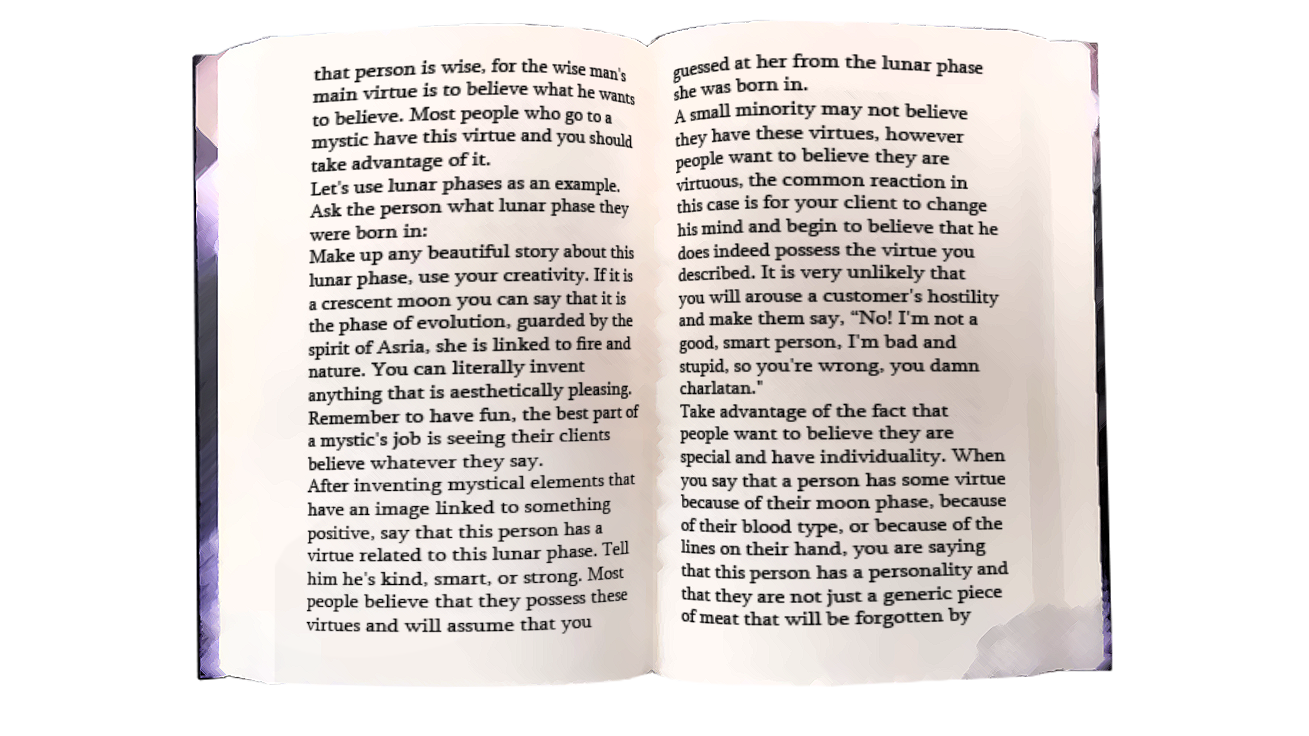 that person is wise, for the wise man's
main virtue is to believe what he wants
to believe. Most people who go to a
mystic have this virtue and you should
take advantage of it.
Let's use lunar phases as an example.
Ask the person what lunar phase they
were born in:
Make up any beautiful story about this
lunar phase, use your creativity. If it is
a crescent moon you can say that it is
the phase of evolution, guarded by the
spirit of Asria, she is linked to fire and
nature. You can literally invent
anything that is aesthetically pleasing.
Remember to have fun, the best part of
a mystic's job is seeing their clients
believe whatever they say.
After inventing mystical elements that
have an image linked to something
positive, say that this person has a
virtue related to this lunar phase. Tell
him he's kind, smart, or strong. Most
people believe that they possess these
virtues and will assume that you
guessed at her from the lunar phase
she was born in.
A small minority may not believe
they have these virtues, however
people want to believe they are
virtuous, the common reaction in
this case is for your client to change
his mind and begin to believe that he
does indeed possess the virtue you
described. It is very unlikely that
you will arouse a customer's hostility
and make them say, “No! I'm not a
good, smart person, I'm bad and
stupid, so you're wrong, you damn
charlatan."
Take advantage of the fact that
people want to believe they are
special and have individuality. When
you say that a person has some virtue
because of their moon phase, because
of their blood type, or because of the
lines on their hand, you are saying
that this person has a personality and
that they are not just a generic piece
of meat that will be forgotten by